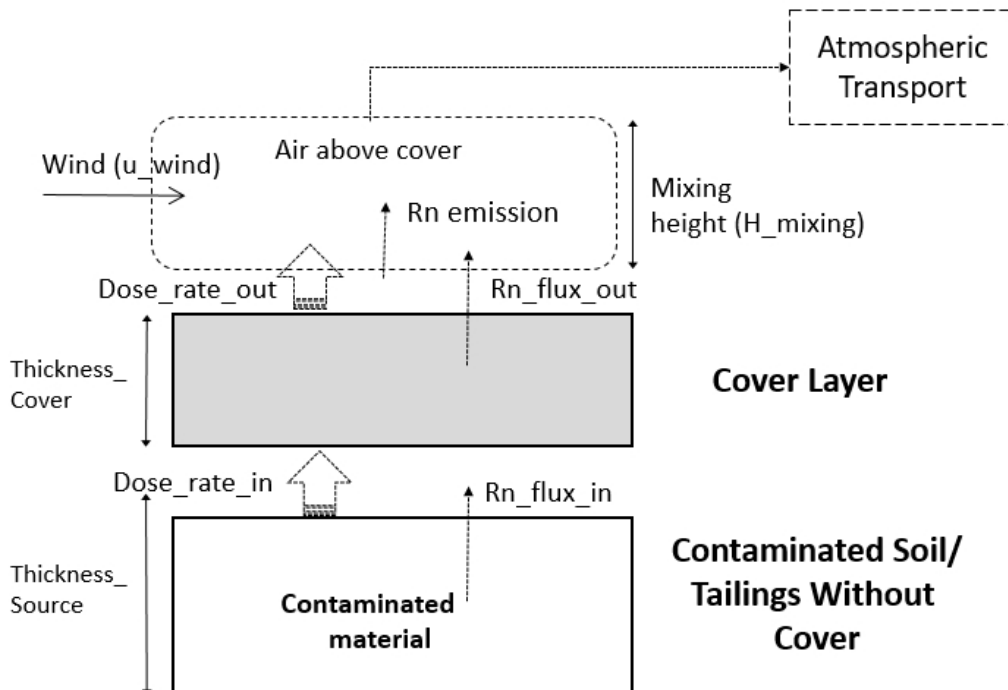 Atmospheric
Transport
Air above cover
Wind (u_wind)
Rn emission
Mixing
height (H_mixing)
Dose_rate_out
Rn_flux_out
Thickness_
Cover
Cover Layer
Dose_rate_in
Rn_flux_in
Thickness_
Source
Contaminated
material
Contaminated Soil/
Tailings Without
Cover